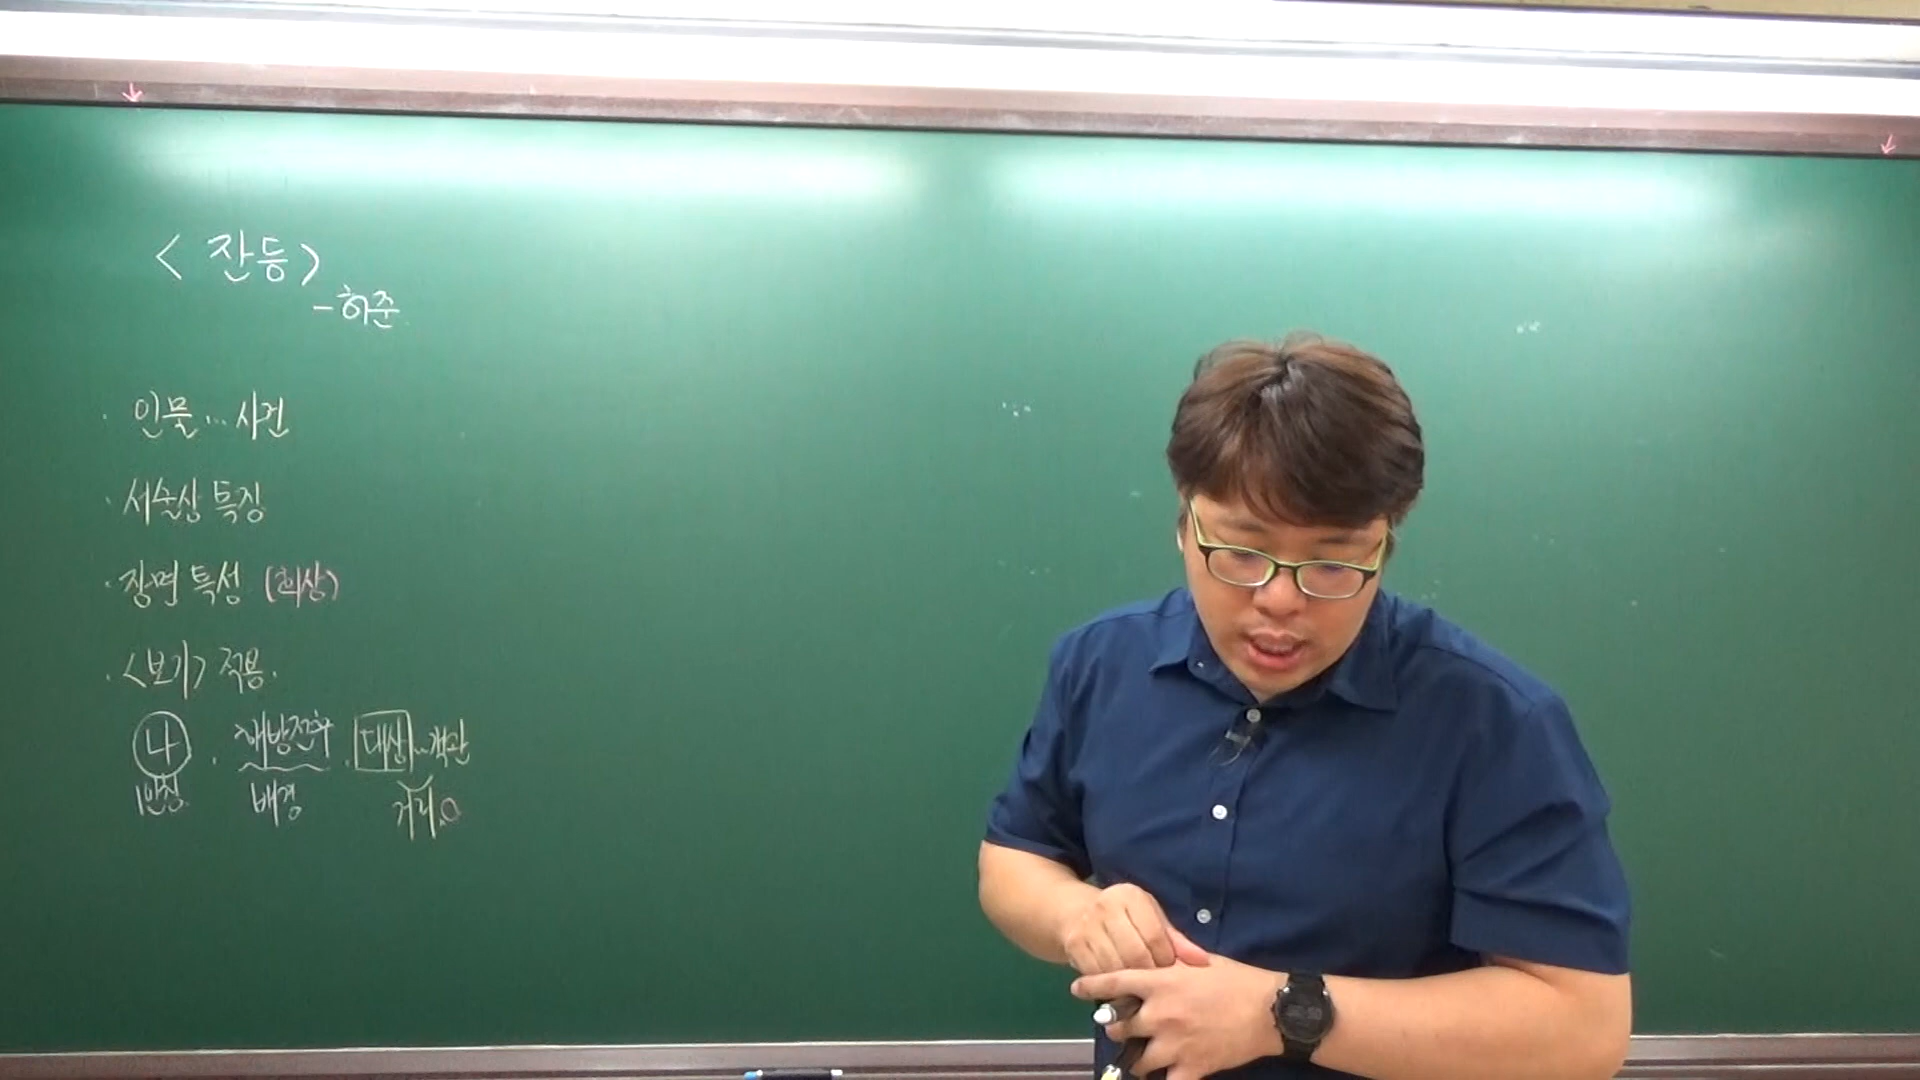 < 잔등 >
- 허준
· 인물 ... 사건
· 서술상 특징
· 장면 특성 (회상)
· <보기> 적용.
나 . 해방전후 . 대상 ... 객관
1인칭. 배경 거리.○